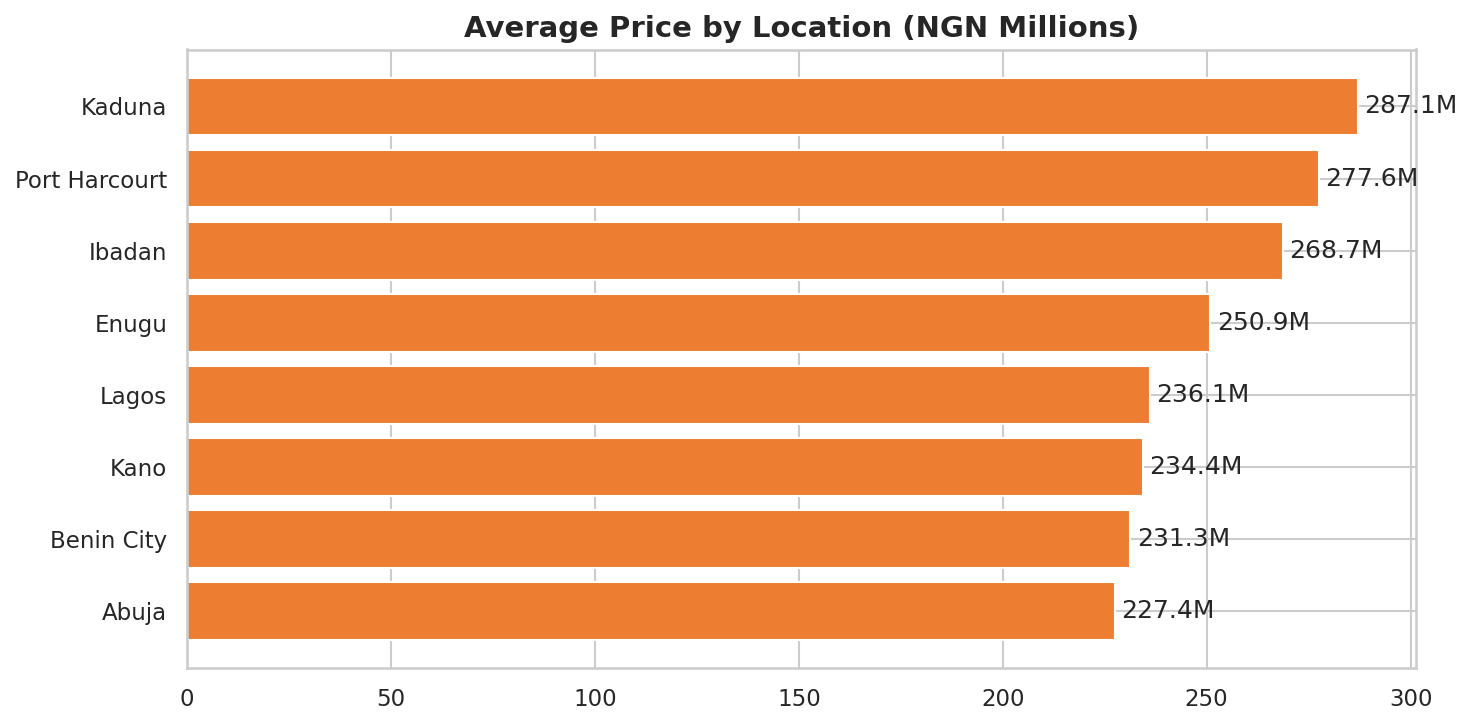 Average Price by Location (NGN Millions)
Kaduna 287.1M
Port Harcourt 277.6M
Ibadan 268.7M
Enugu 250.9M
Lagos 236.1M
Kano 234.4M
Benin City 231.3M
Abuja 227.4M
0 50 100 150 200 250 300